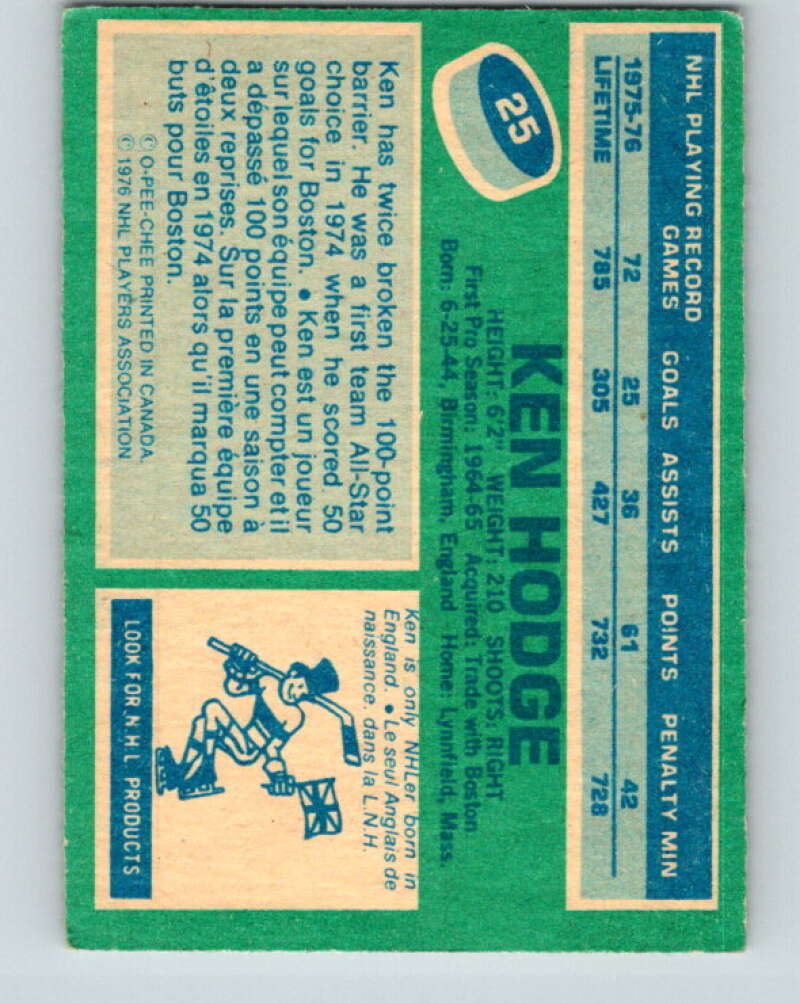 NHL PLAYING RECORD
GAMES GOALS ASSISTS POINTS PENALTY MIN
1975-76 72 25 36 61 42
LIFETIME 785 305 427 732 728
25
KEN HODGE
HEIGHT: 6'2" WEIGHT: 210 SHOOTS: RIGHT
First Pro Season: 1964-65 Acquired: Trade with Boston
Born: 6-25-44, Birmingham, England Home: Lynnfield, Mass.
Ken has twice broken the 100-point
barrier. He was a first team All-Star
choice in 1974 when he scored 50
goals for Boston. ● Ken est un joueur
sur lequel son équipe peut compter et il
a dépassé 100 points en une saison à
deux reprises. Sur la première équipe
d'étoiles en 1974 alors qu'il marqua 50
buts pour Boston.
© O-PEE-CHEE PRINTED IN CANADA.
© 1976 NHL PLAYERS ASSOCIATION
Ken is only NHLer born in
England. ● Le seul Anglais de
naissance, dans la L.N.H.
LOOK FOR N.H.L PRODUCTS